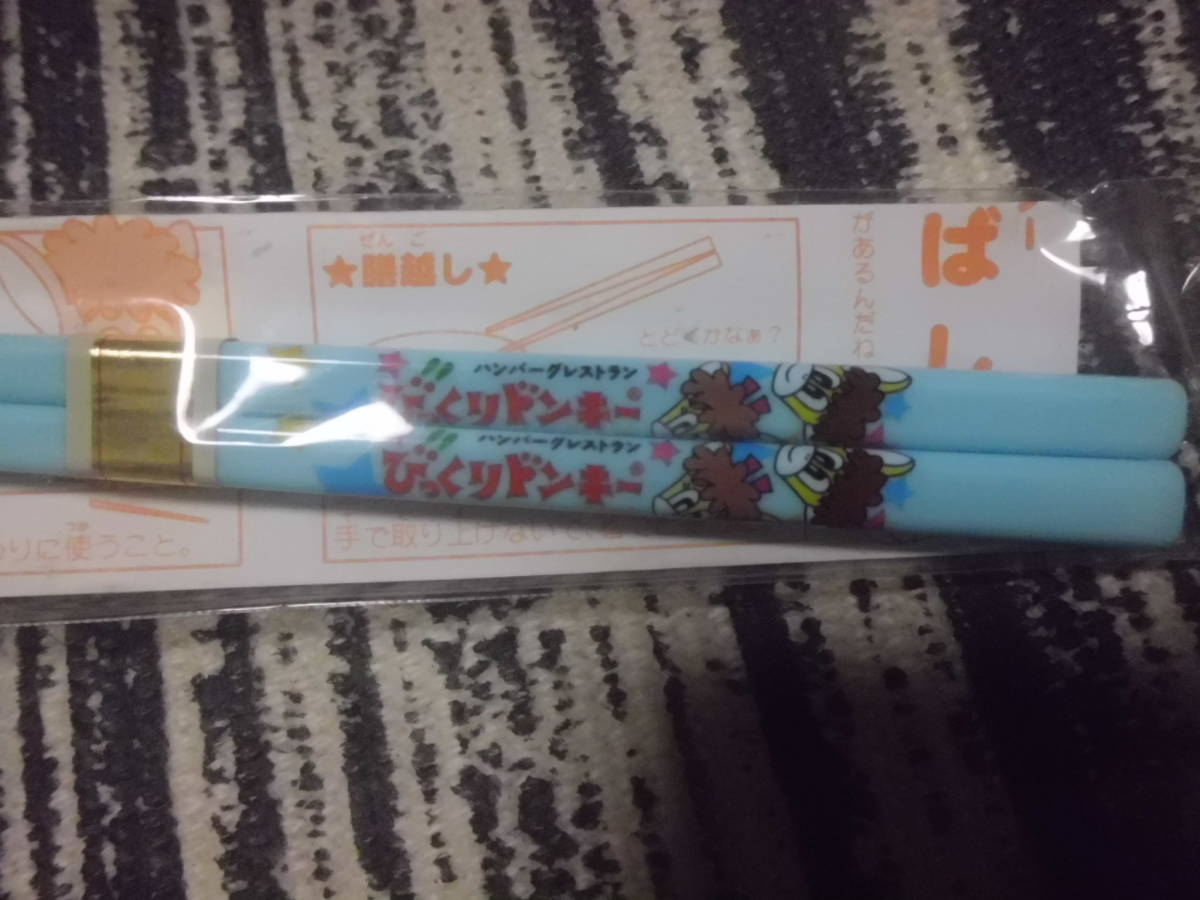 ぜん ご
★膳越し★
とどくかなぁ?
があるんだね
ばし
ハンバーグレストラン
びっくりドンキー
ハンバーグレストラン
びっくりドンキー
りに使うこと。
手で取り上げないで、